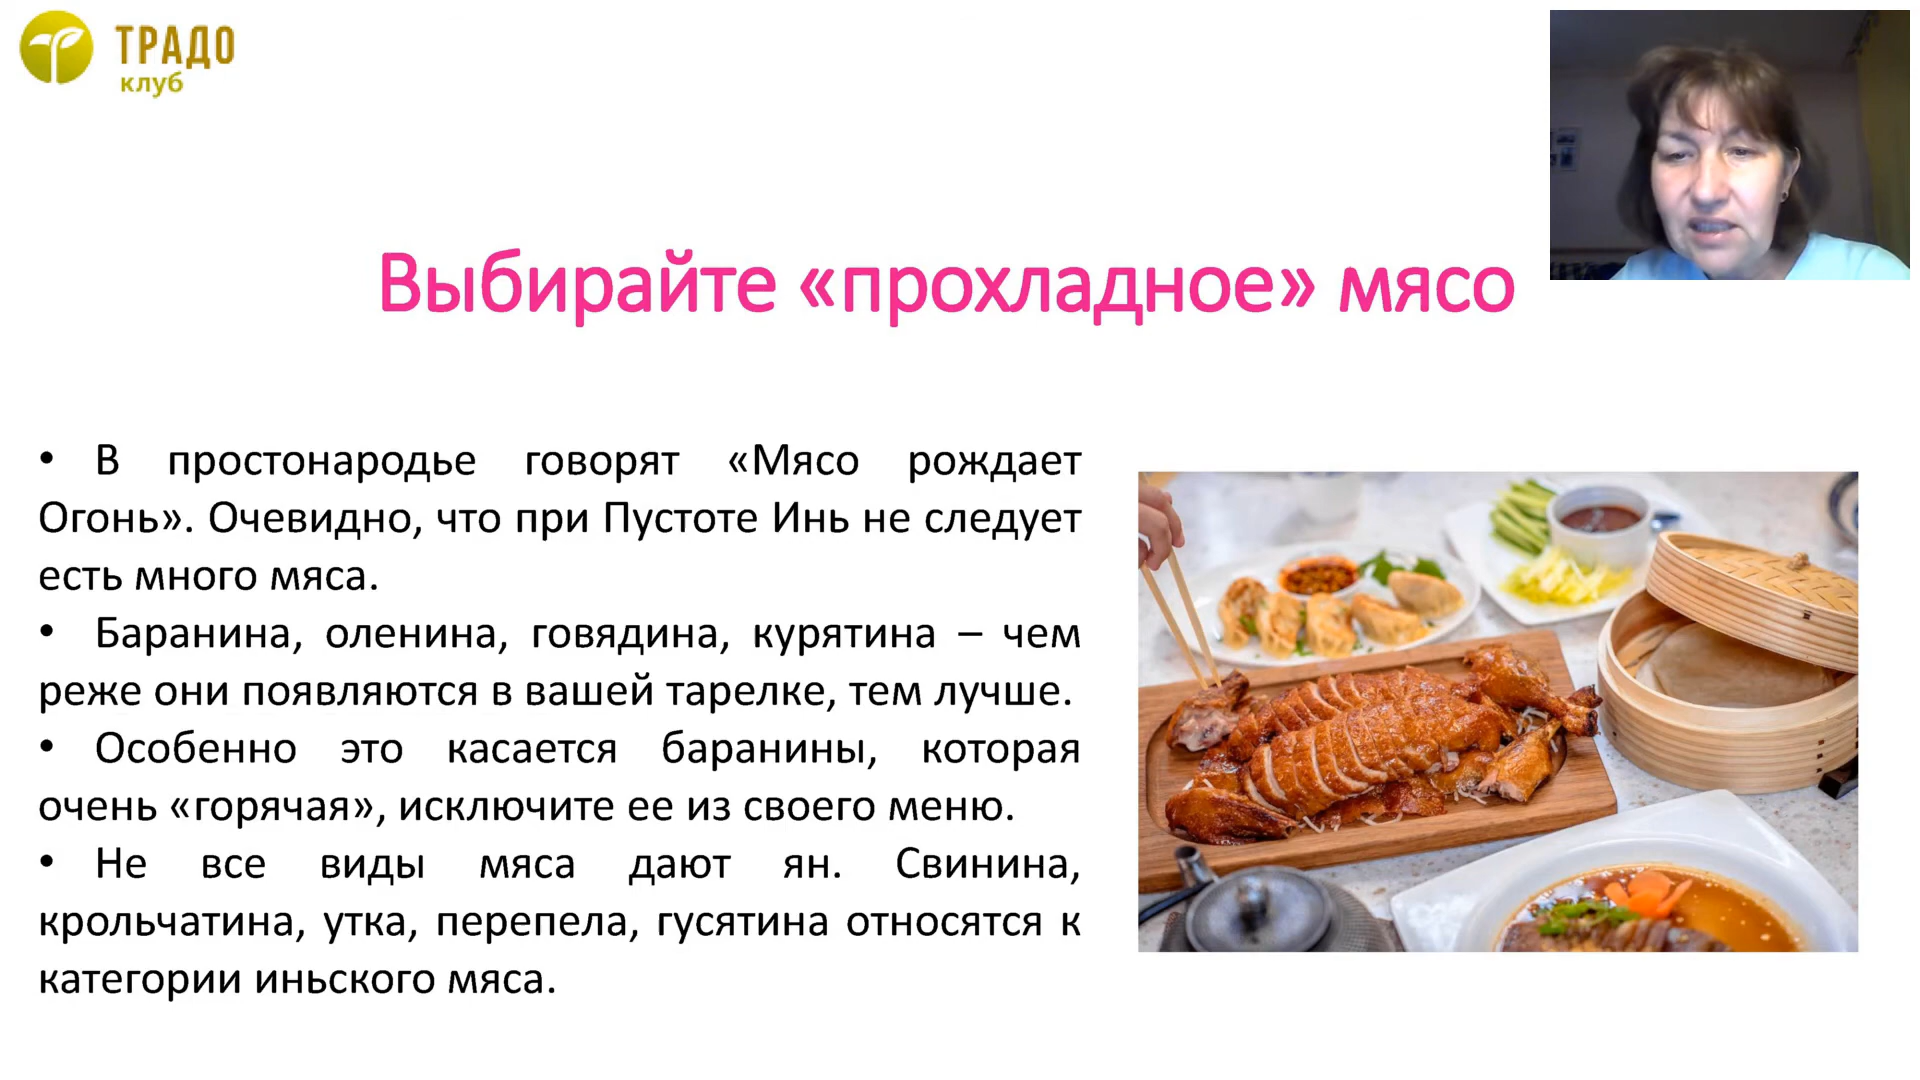 ТРАДО
клуб
Выбирайте «прохладное» мясо
• В простонародье говорят «Мясо рождает
Огонь». Очевидно, что при Пустоте Инь не следует
есть много мяса.
• Баранина, оленина, говядина, курятина – чем
реже они появляются в вашей тарелке, тем лучше.
• Особенно это касается баранины, которая
очень «горячая», исключите ее из своего меню.
• Не все виды мяса дают ян. Свинина,
крольчатина, утка, перепела, гусятина относятся к
категории иньского мяса.